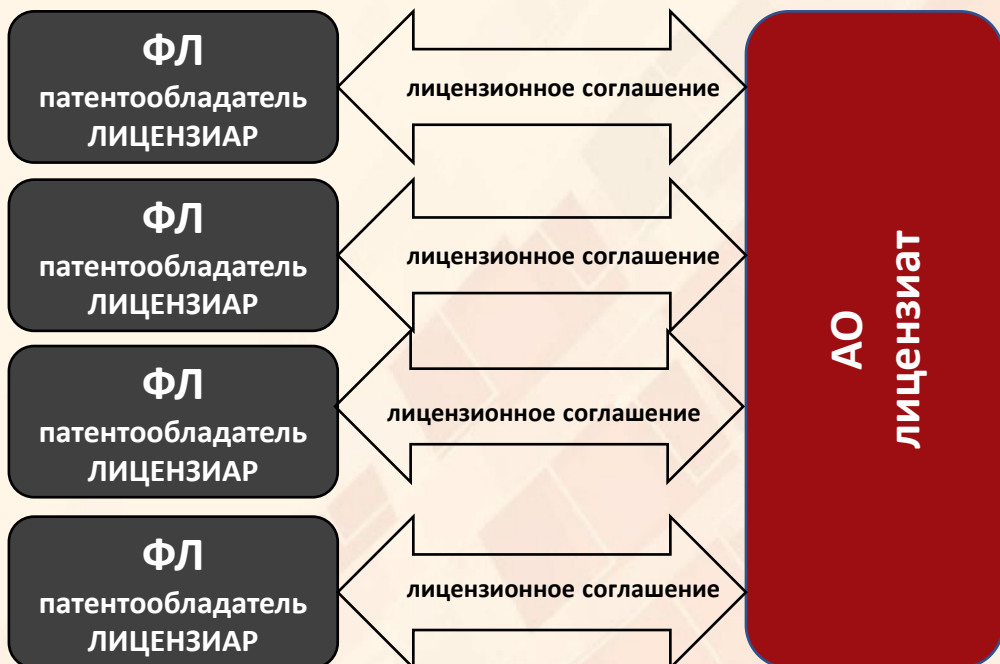 ФЛ
патентообладатель
ЛИЦЕНЗИАР
лицензионное соглашение
ФЛ
патентообладатель
ЛИЦЕНЗИАР
лицензионное соглашение
ФЛ
патентообладатель
ЛИЦЕНЗИАР
лицензионное соглашение
ФЛ
патентообладатель
ЛИЦЕНЗИАР
лицензионное соглашение
АО
лицензиат